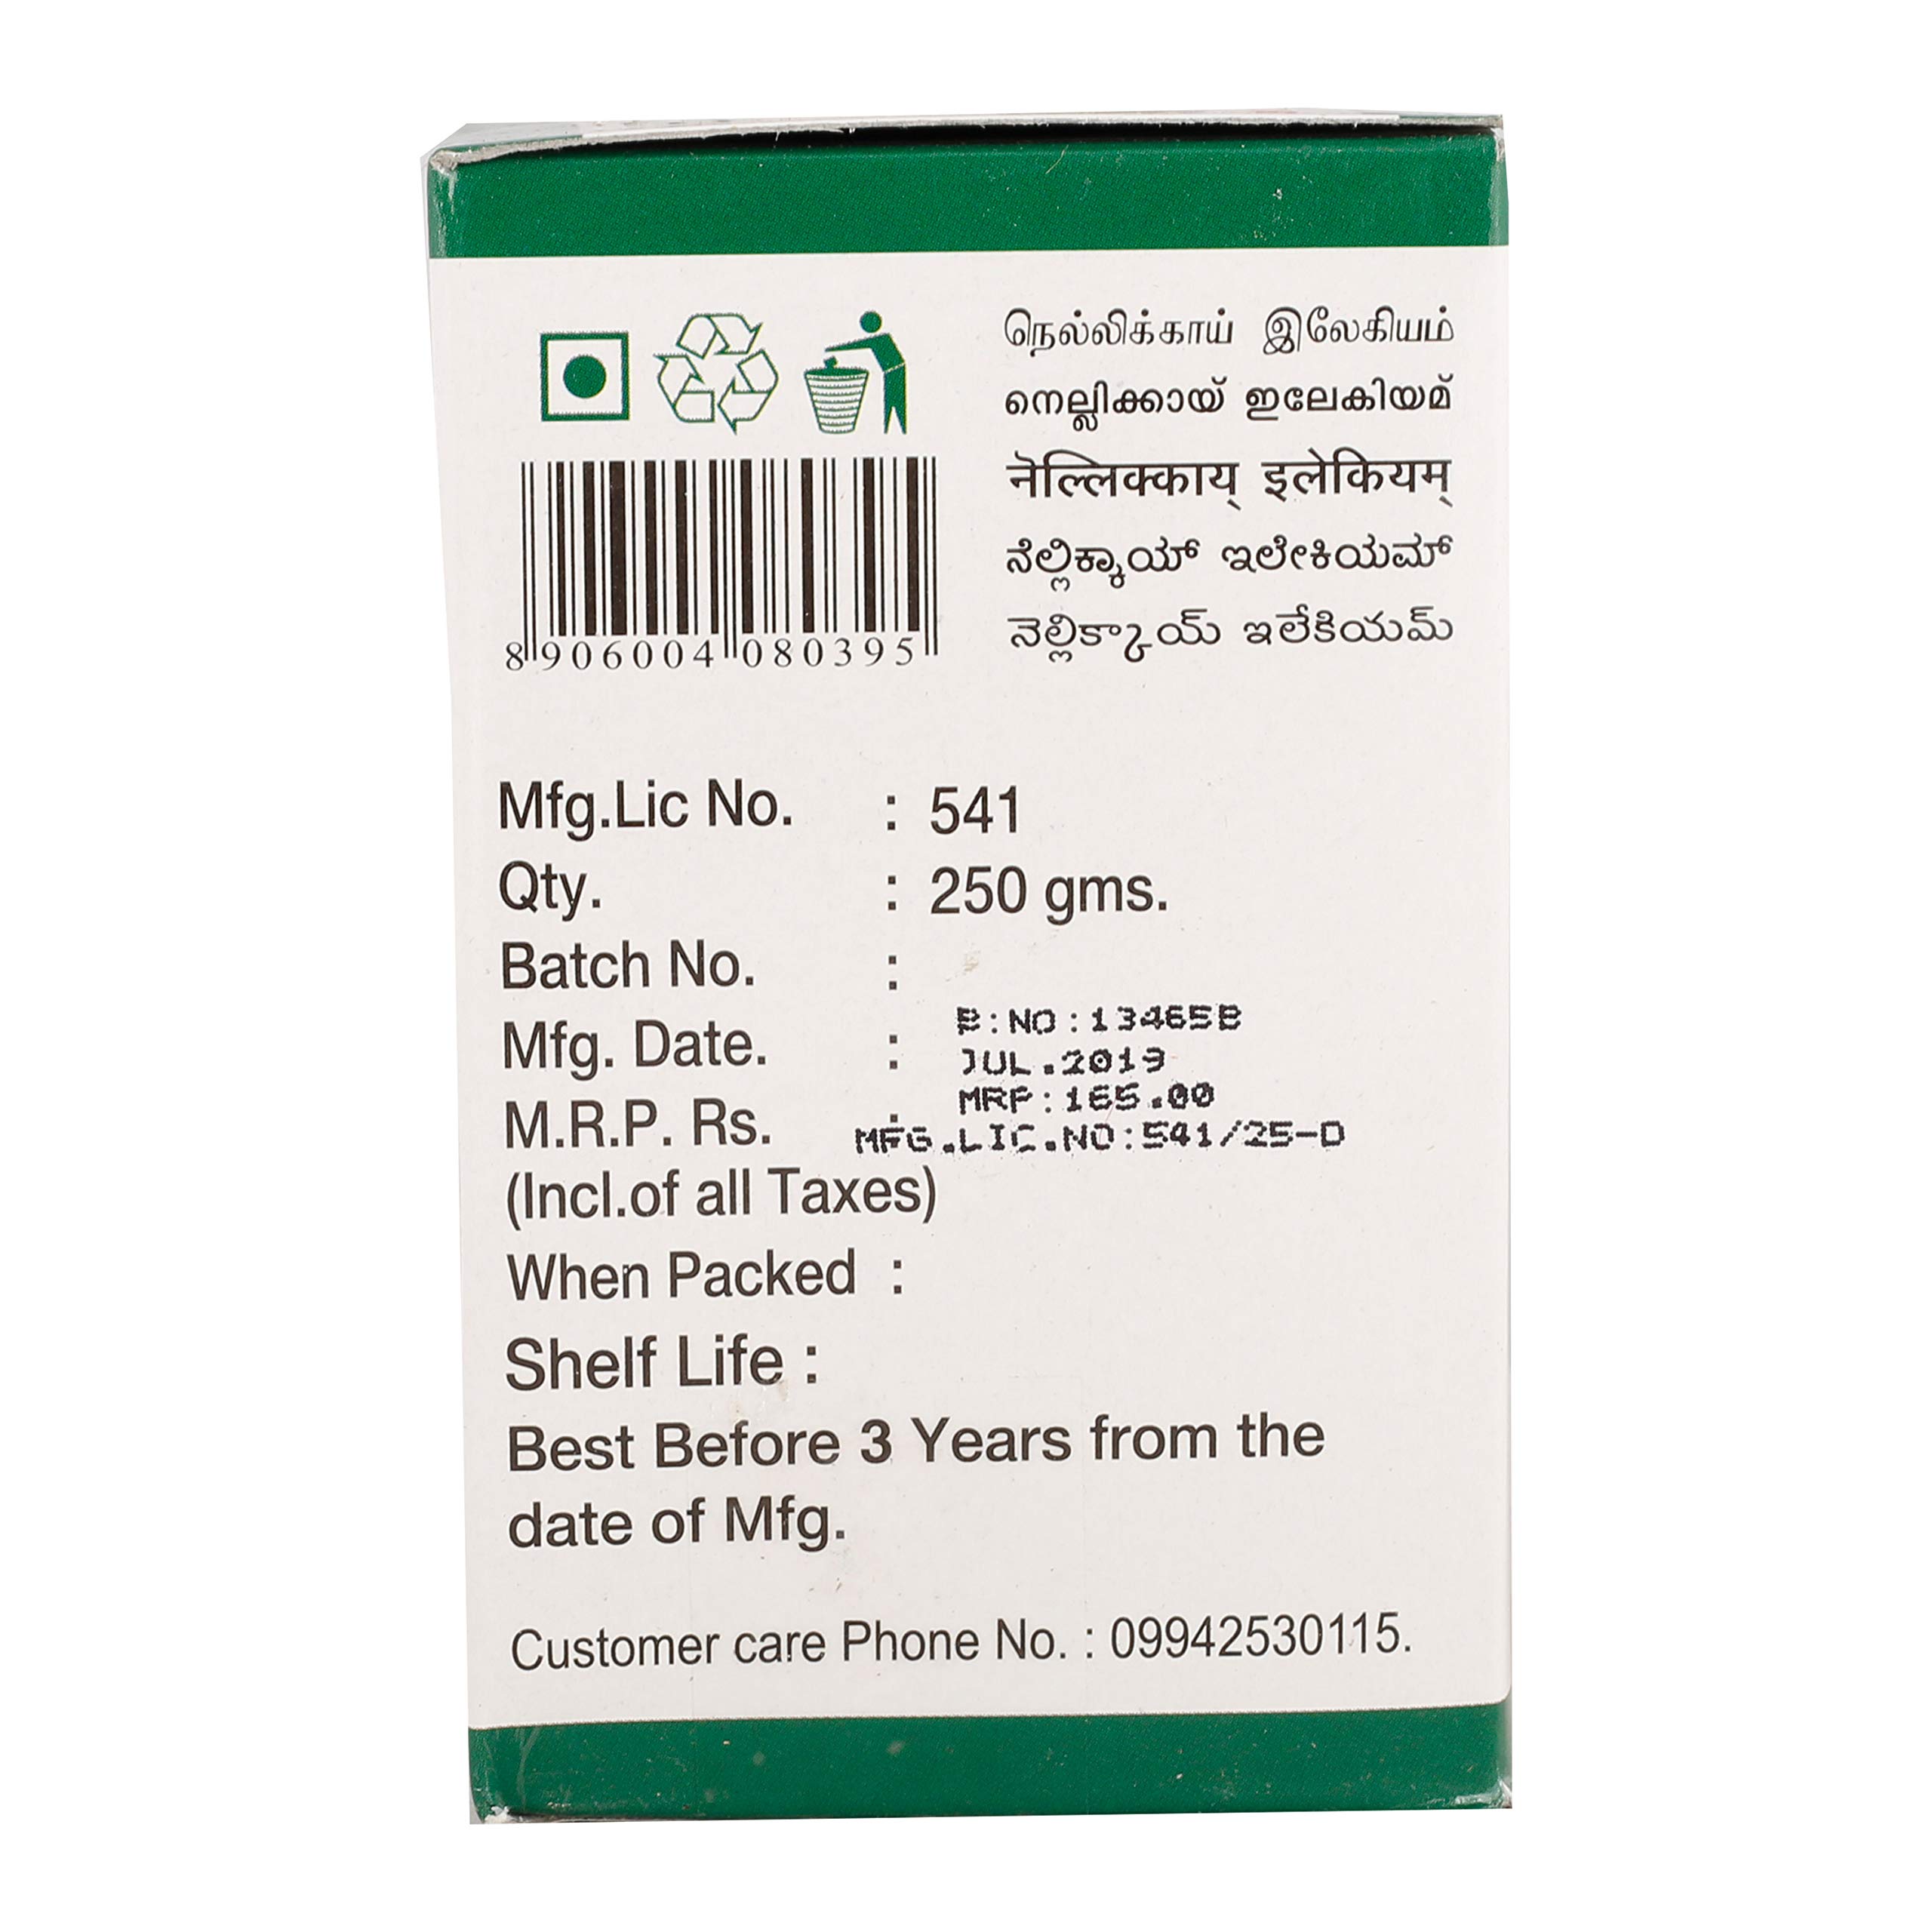 நெல்லிக்காய் இலேகியம்
നെല്ലിക്കായ് ഇലേകിയമ്
नॆल्लिक्काय् इलेकियम्
ನೆಲ್ಲಿಕ್ಕಾಯ್ ಇಲೇಕಿಯಮ್
నెల్లిక్కాయ్ ఇలేకియమ్
8 906004 080395
Mfg.Lic No. : 541
Qty. : 250 gms.
Batch No. :
B:NO:13465B
Mfg. Date. :
JUL.2019
MRP:165.00
M.R.P. Rs. :
MFG.LIC.NO:541/25-D
(Incl.of all Taxes)
When Packed :
Shelf Life :
Best Before 3 Years from the
date of Mfg.
Customer care Phone No. : 09942530115.